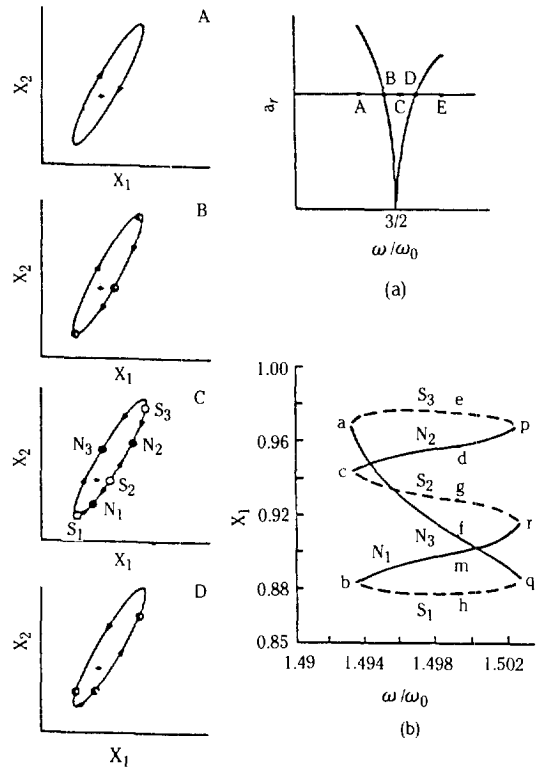 A
X₂
X₁
B
X₂
X₁
C
X₂
S₃
N₃
N₂
S₂
N₁
S₁
X₁
D
X₂
X₁
aᵣ
A
B
C
D
E
3/2
ω/ω₀
(a)
1.00
0.96
0.92
0.88
0.85
X₁
S₃ e
a
p
N₂
d
c
S₂
g
f
r
N₃
N₁
m
b
q
S₁ h
1.49
1.494
1.498
1.502
ω/ω₀
(b)